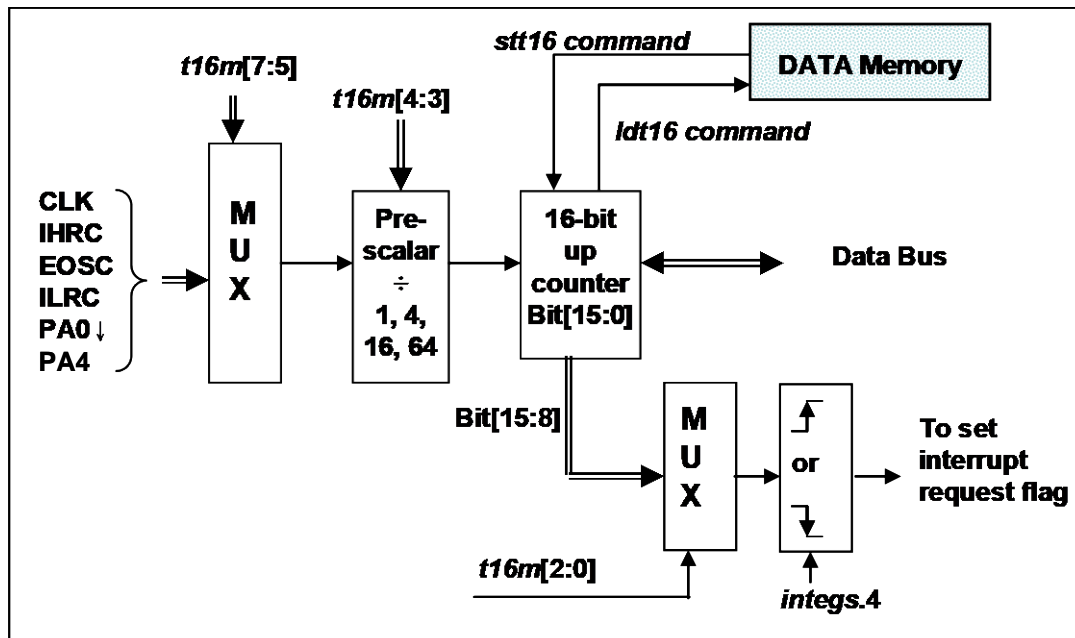 stt16 command
DATA Memory
t16m[7:5]
t16m[4:3]
ldt16 command
CLK
IHRC
EOSC
ILRC
PA0↓
PA4
M
U
X
Pre-
scalar
÷
1, 4,
16, 64
16-bit
up
counter
Bit[15:0]
Data Bus
Bit[15:8]
M
U
X
or
To set
interrupt
request flag
t16m[2:0]
integs.4